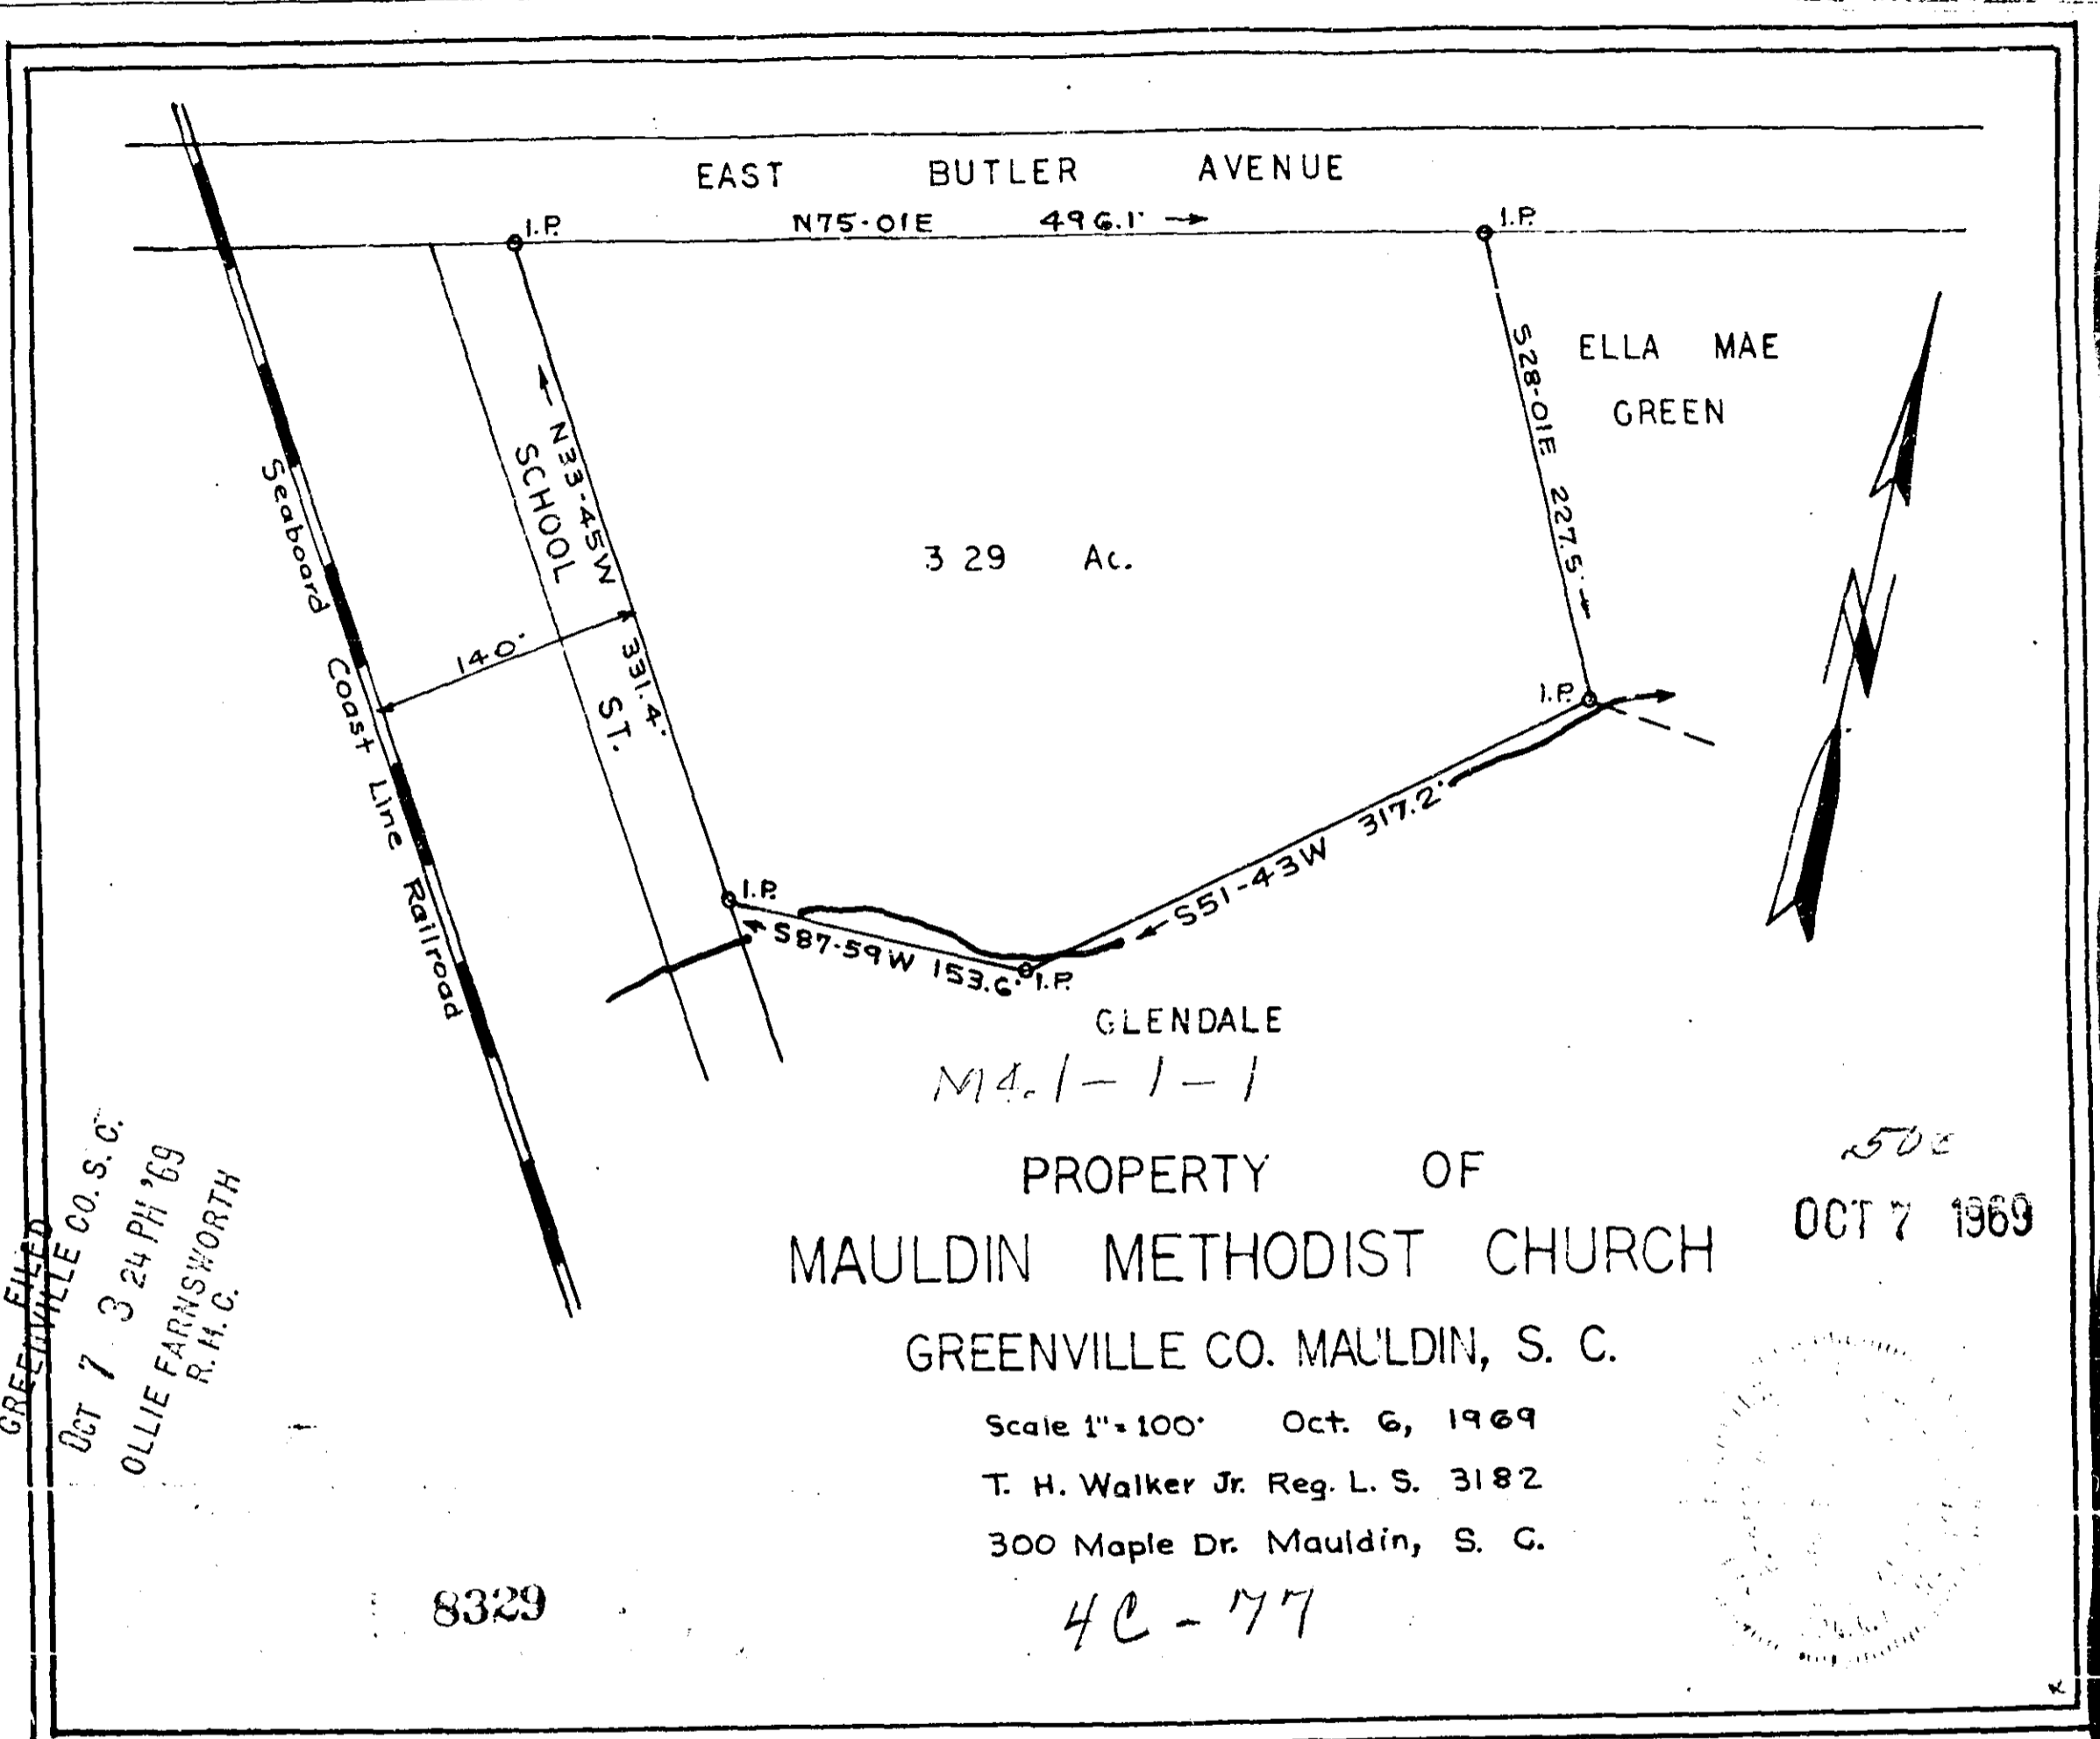 EAST BUTLER AVENUE
N75-01E 496.1'
I.P.
I.P.
S28-01E 227.5'
ELLA MAE
GREEN
N33-45W 331.4'
SCHOOL ST.
Seaboard Coast Line Railroad
140'
3 29 Ac.
N
I.P.
S51-43W 317.2'
I.P.
S87-59W 153.6'
I.P.
GLENDALE
M4.1-1-1
PROPERTY OF
MAULDIN METHODIST CHURCH
GREENVILLE CO. MAULDIN, S. C.
Scale 1"=100' Oct. 6, 1969
T. H. Walker Jr. Reg. L. S. 3182
300 Maple Dr. Mauldin, S. C.
4C-77
OCT 7 1969
FILED
GREENVILLE CO. S. C.
OCT 7 3 24 PM '69
OLLIE FARNSWORTH
R. M. C.
8329